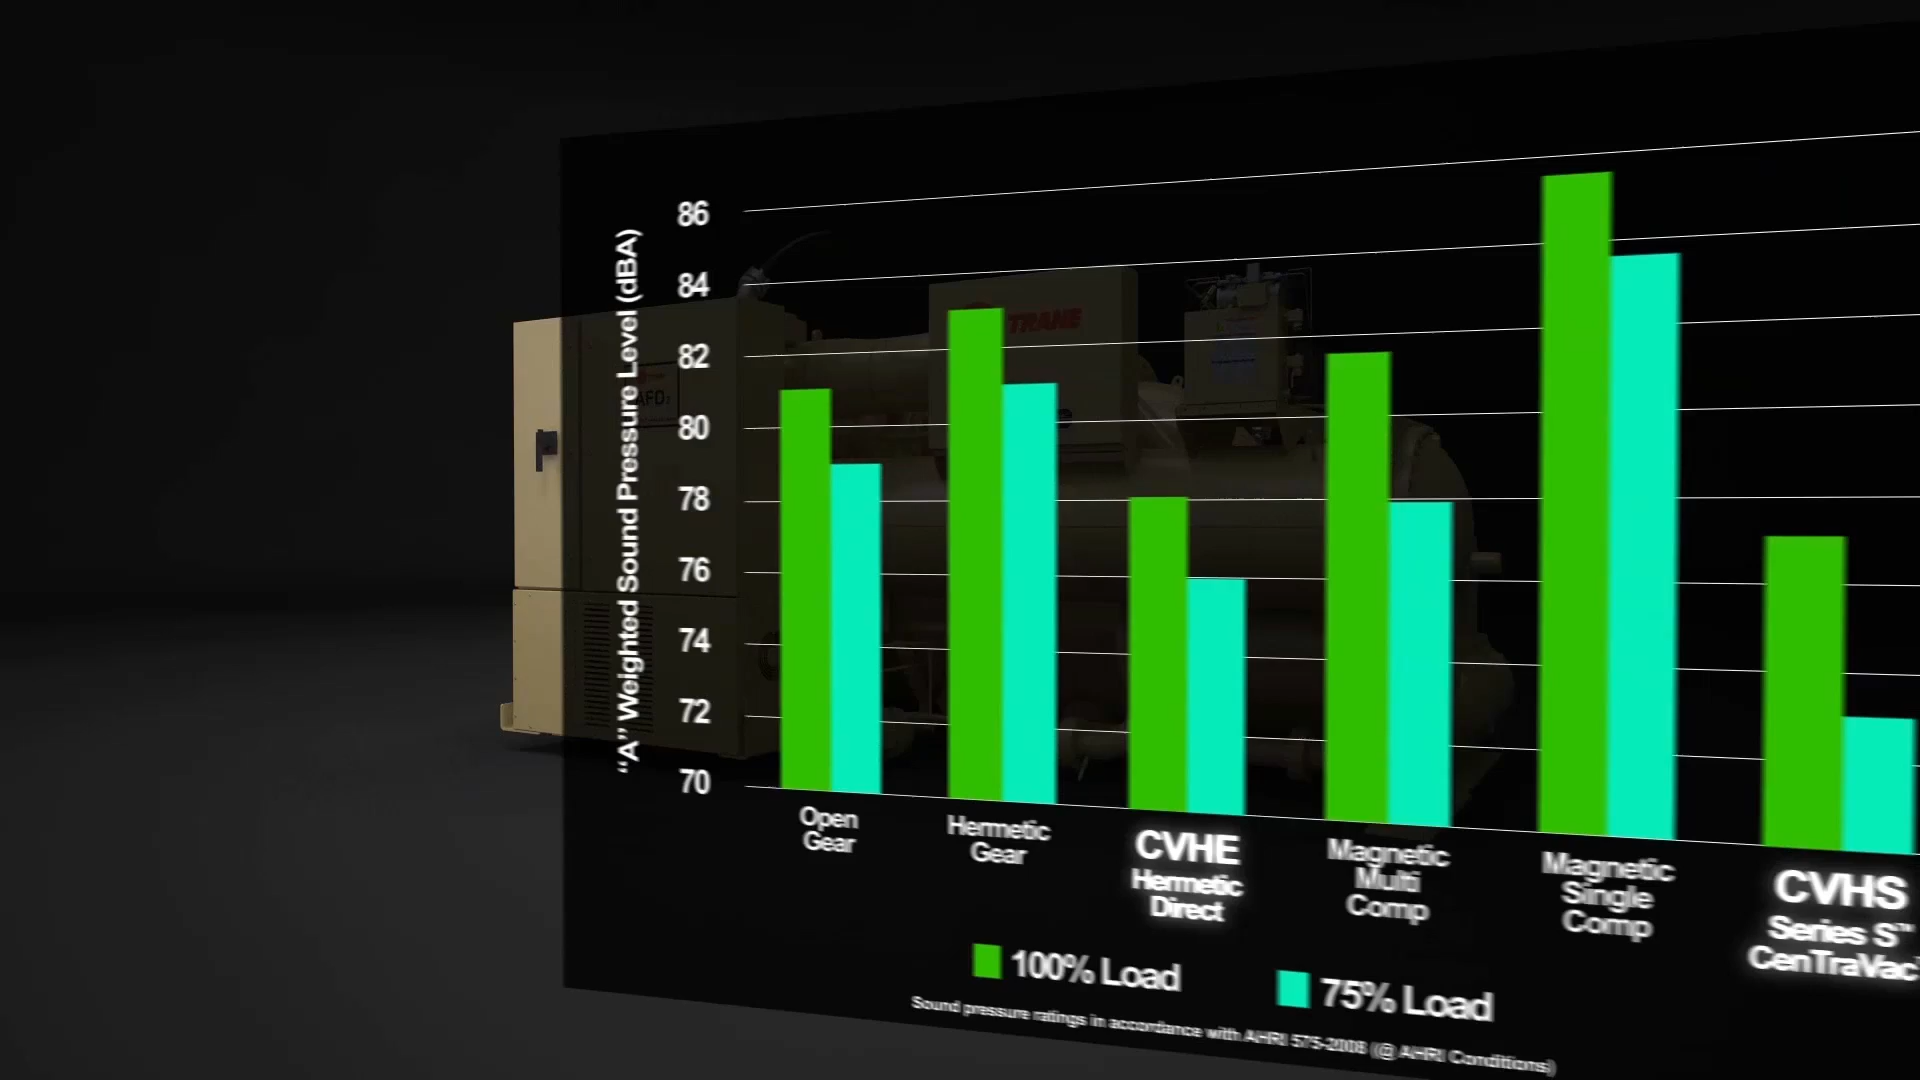 "A" Weighted Sound Pressure Level (dBA)
86
84
82
80
78
76
74
72
70
TRANE
AFD
Open
Gear
Hermetic
Gear
CVHE
Hermetic
Direct
Magnetic
Multi
Comp
Magnetic
Single
Comp
CVHS
Series S™
CenTraVac
100% Load
75% Load
Sound pressure ratings in accordance with AHRI 575-2008 (@ AHRI Conditions)